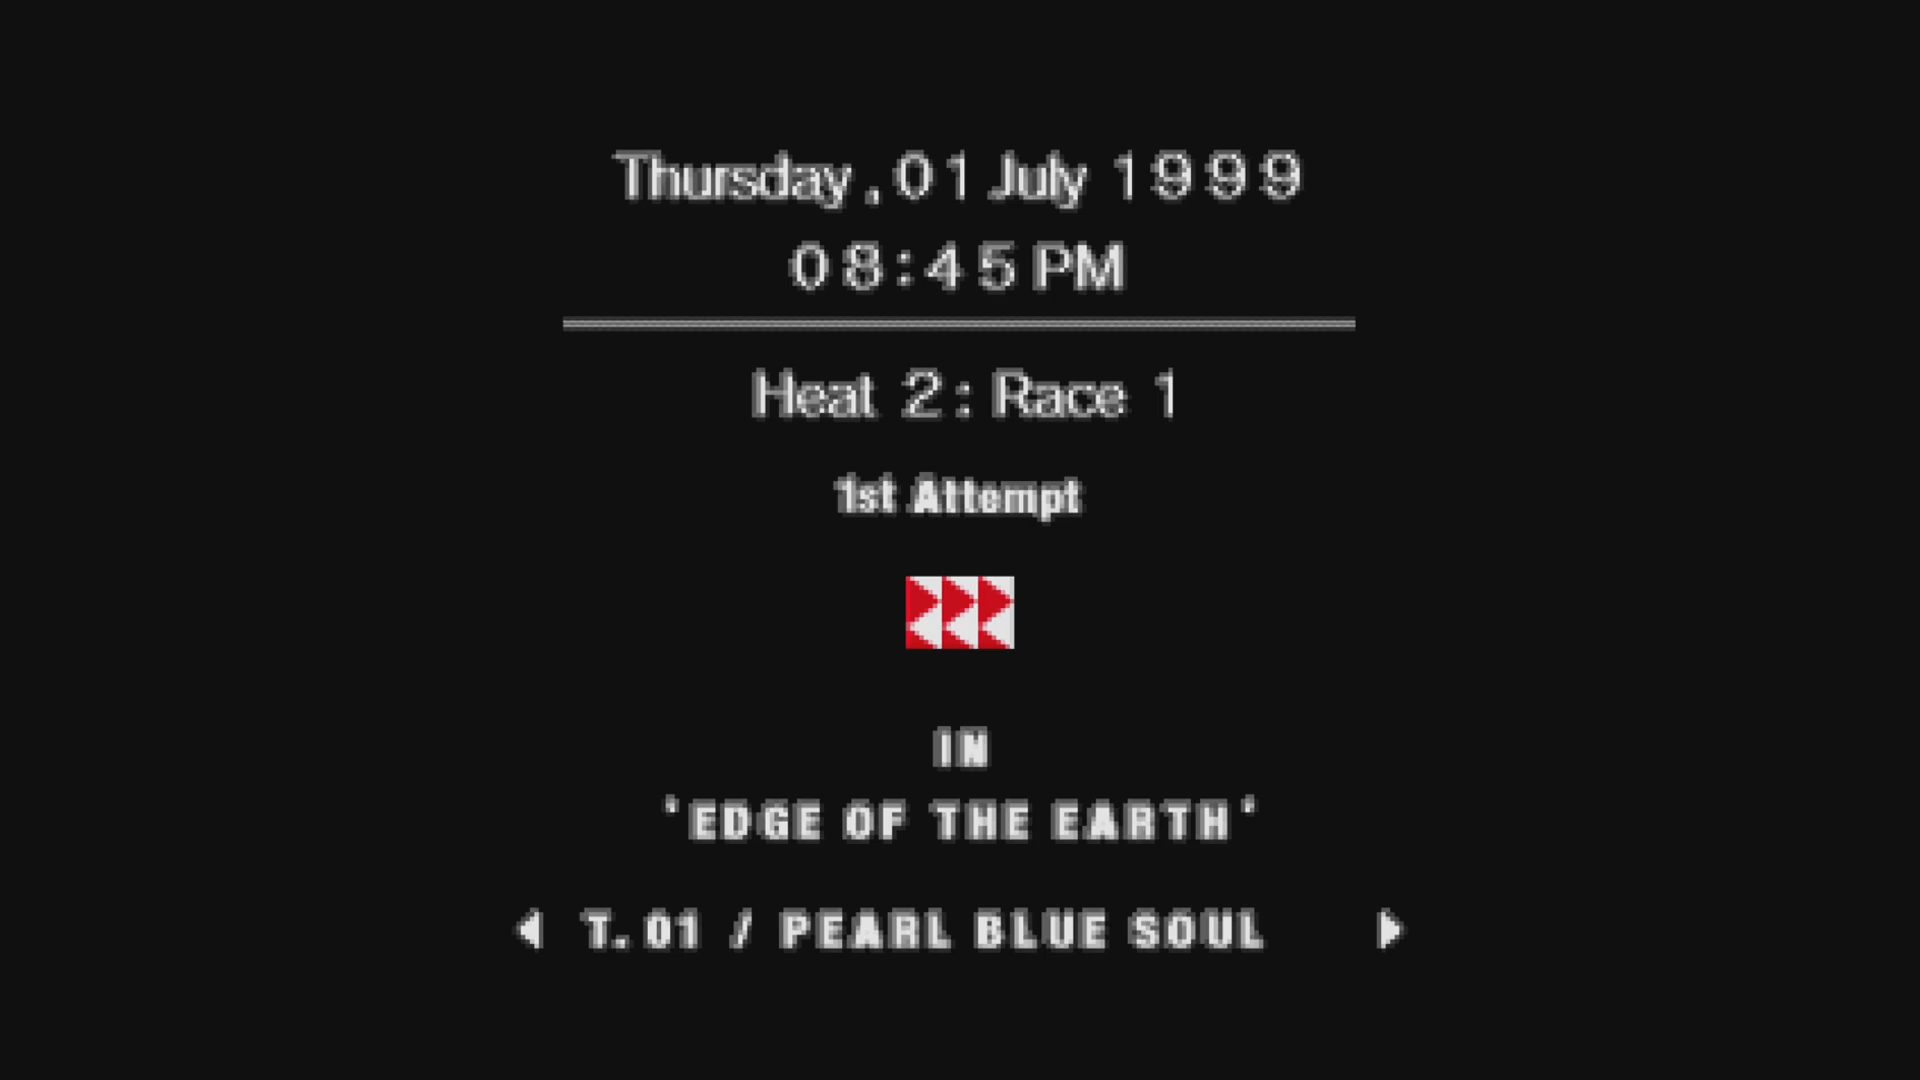 Thursday, 01 July 1999
08:45 PM
Heat 2: Race 1
1st Attempt
IN
'EDGE OF THE EARTH'
T.01 / PEARL BLUE SOUL